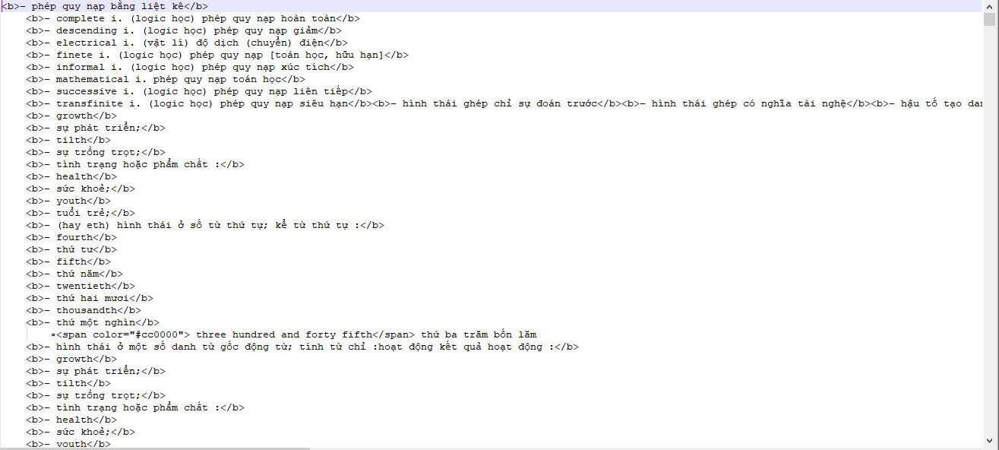 <b>- phép quy nạp bằng liệt kê</b>
<b>- complete i. (logic học) phép quy nạp hoàn toàn</b>
<b>- descending i. (logic học) phép quy nạp giảm</b>
<b>- electrical i. (vật lí) độ dịch (chuyển) điện</b>
<b>- finete i. (logic học) phép quy nạp [toán học, hữu hạn]</b>
<b>- informal i. (logic học) phép quy nạp xúc tích</b>
<b>- mathematical i. phép quy nạp toán học</b>
<b>- successive i. (logic học) phép quy nạp liên tiếp</b>
<b>- transfinite i. (logic học) phép quy nạp siêu hạn</b><b>- hình thái ghép chỉ sự đoán trước</b><b>- hình thái ghép có nghĩa tài nghệ</b><b>- hậu tố tạo dan
<b>- growth</b>
<b>- sự phát triển;</b>
<b>- tilth</b>
<b>- sự trồng trọt;</b>
<b>- tình trạng hoặc phẩm chất :</b>
<b>- health</b>
<b>- sức khoẻ;</b>
<b>- youth</b>
<b>- tuổi trẻ;</b>
<b>- (hay eth) hình thái ở số từ thứ tự; kể từ thứ tự :</b>
<b>- fourth</b>
<b>- thứ tư</b>
<b>- fifth</b>
<b>- thứ năm</b>
<b>- twentieth</b>
<b>- thứ hai mươi</b>
<b>- thousandth</b>
<b>- thứ một nghìn</b>
▫<span color="#cc0000"> three hundred and forty fifth</span> thứ ba trăm bốn lăm
<b>- hình thái ở một số danh từ gốc động từ; tính từ chỉ :hoạt động kết quả hoạt động :</b>
<b>- growth</b>
<b>- sự phát triển;</b>
<b>- tilth</b>
<b>- sự trồng trọt;</b>
<b>- tình trạng hoặc phẩm chất :</b>
<b>- health</b>
<b>- sức khoẻ;</b>
<b>- youth</b>